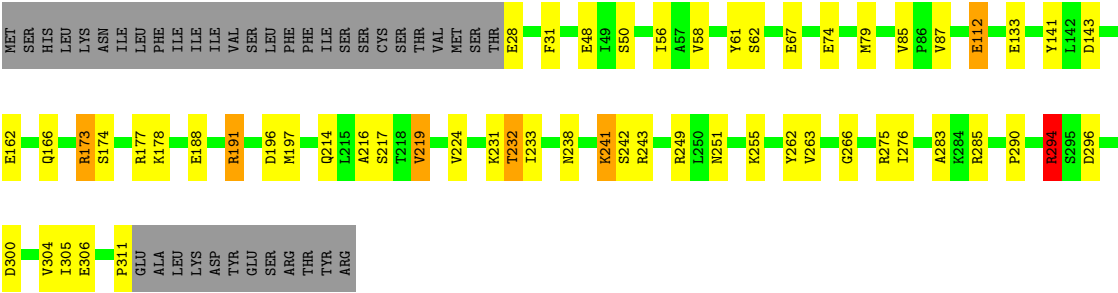 MET SER HIS LEU LYS ASN ILE LEU PHE ILE ILE ILE VAL SER LEU PHE PHE ILE SER SER CYS SER THR VAL MET SER THR E28 F31 E48 I49 S50 I56 A57 V58 Y61 S62 E67 E74 M79 V85 P86 V87 E112 E133 Y141 L142 D143
E162 Q166 R173 S174 R177 K178 E188 R191 D196 M197 Q214 L215 A216 S217 T218 V219 V224 K231 T232 I233 N238 K241 S242 R243 R249 L250 N251 K255 Y262 V263 G266 R275 I276 A283 K284 R285 P290 R294 S295 D296
D300 V304 I305 E306 P311 GLU ALA LEU LYS ASP TYR GLU SER ARG THR TYR ARG